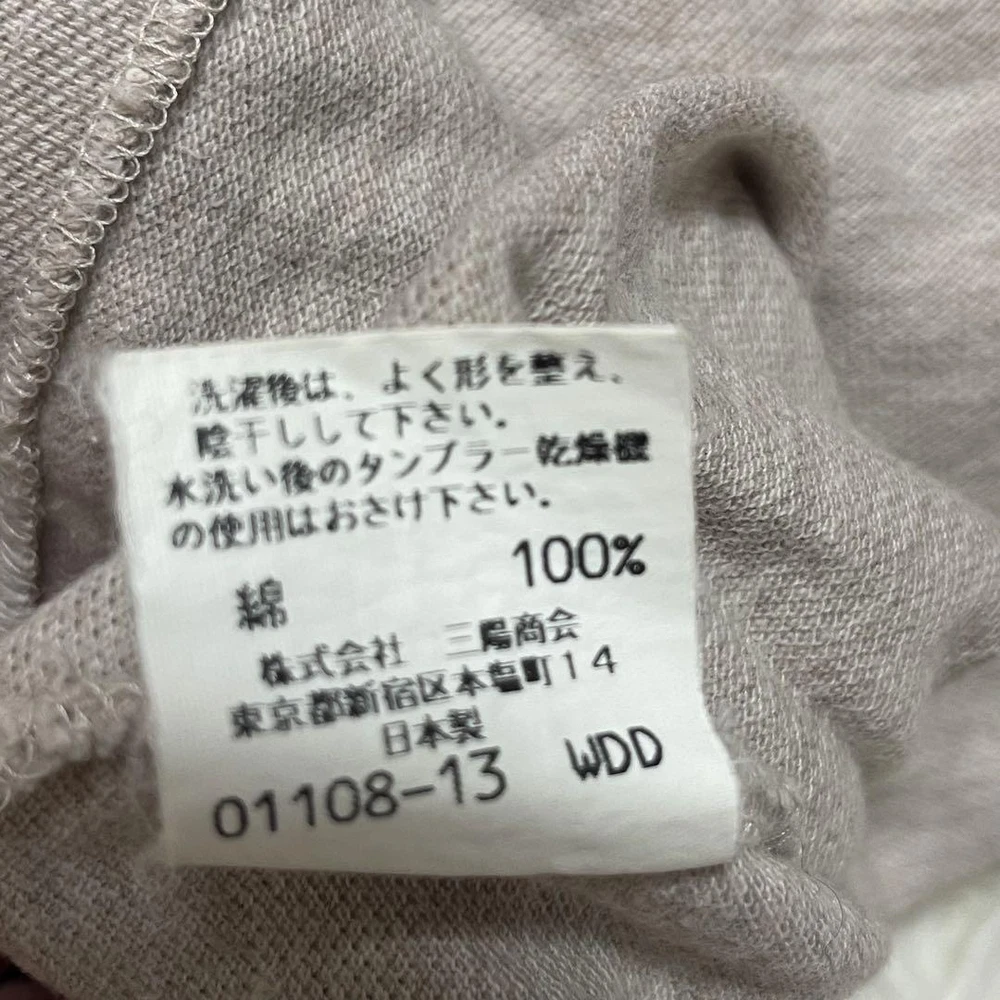 洗濯後は、よく形を整え、
陰干しして下さい。
水洗い後のタンブラー乾燥機
の使用はおさけ下さい。
綿 100%
株式会社 三陽商会
東京都新宿区本塩町14
日本製
01108-13 WDD